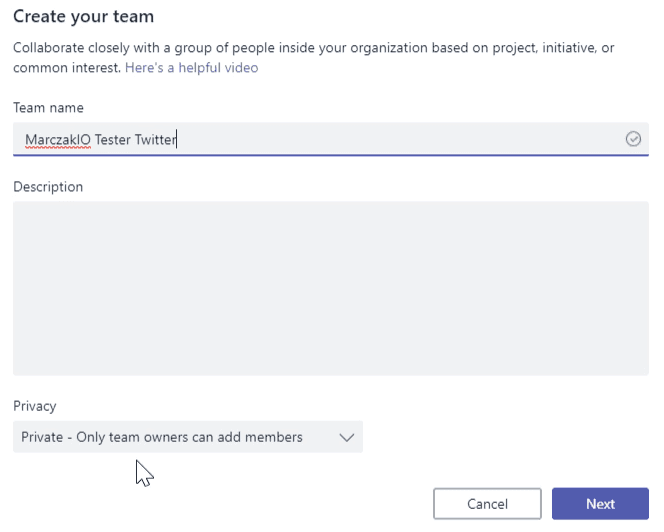 Create your team
Collaborate closely with a group of people inside your organization based on project, initiative, or
common interest. Here's a helpful video
Team name
MarczakIO Tester Twitter
Description
Privacy
Private - Only team owners can add members
Cancel
Next